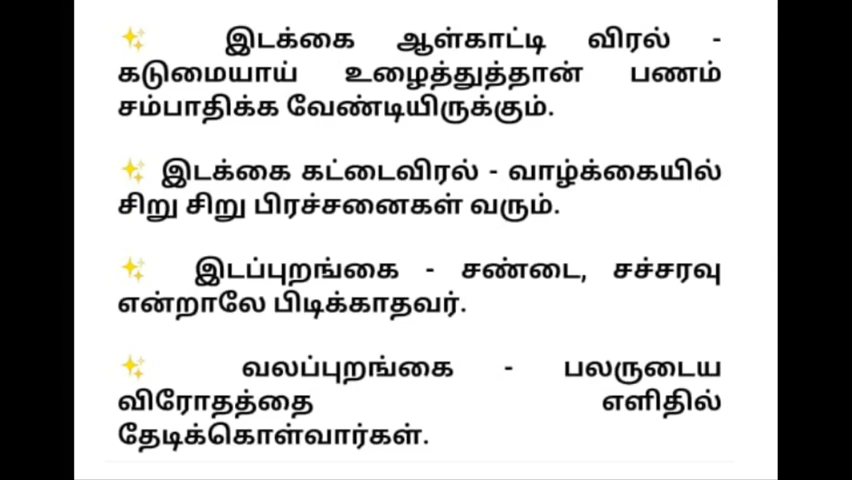 ✨ இடக்கை ஆள்காட்டி விரல் -
கடுமையாய் உழைத்துத்தான் பணம்
சம்பாதிக்க வேண்டியிருக்கும்.
✨ இடக்கை கட்டைவிரல் - வாழ்க்கையில்
சிறு சிறு பிரச்சனைகள் வரும்.
✨ இடப்புறங்கை - சண்டை, சச்சரவு
என்றாலே பிடிக்காதவர்.
✨ வலப்புறங்கை - பலருடைய
விரோதத்தை எளிதில்
தேடிக்கொள்வார்கள்.